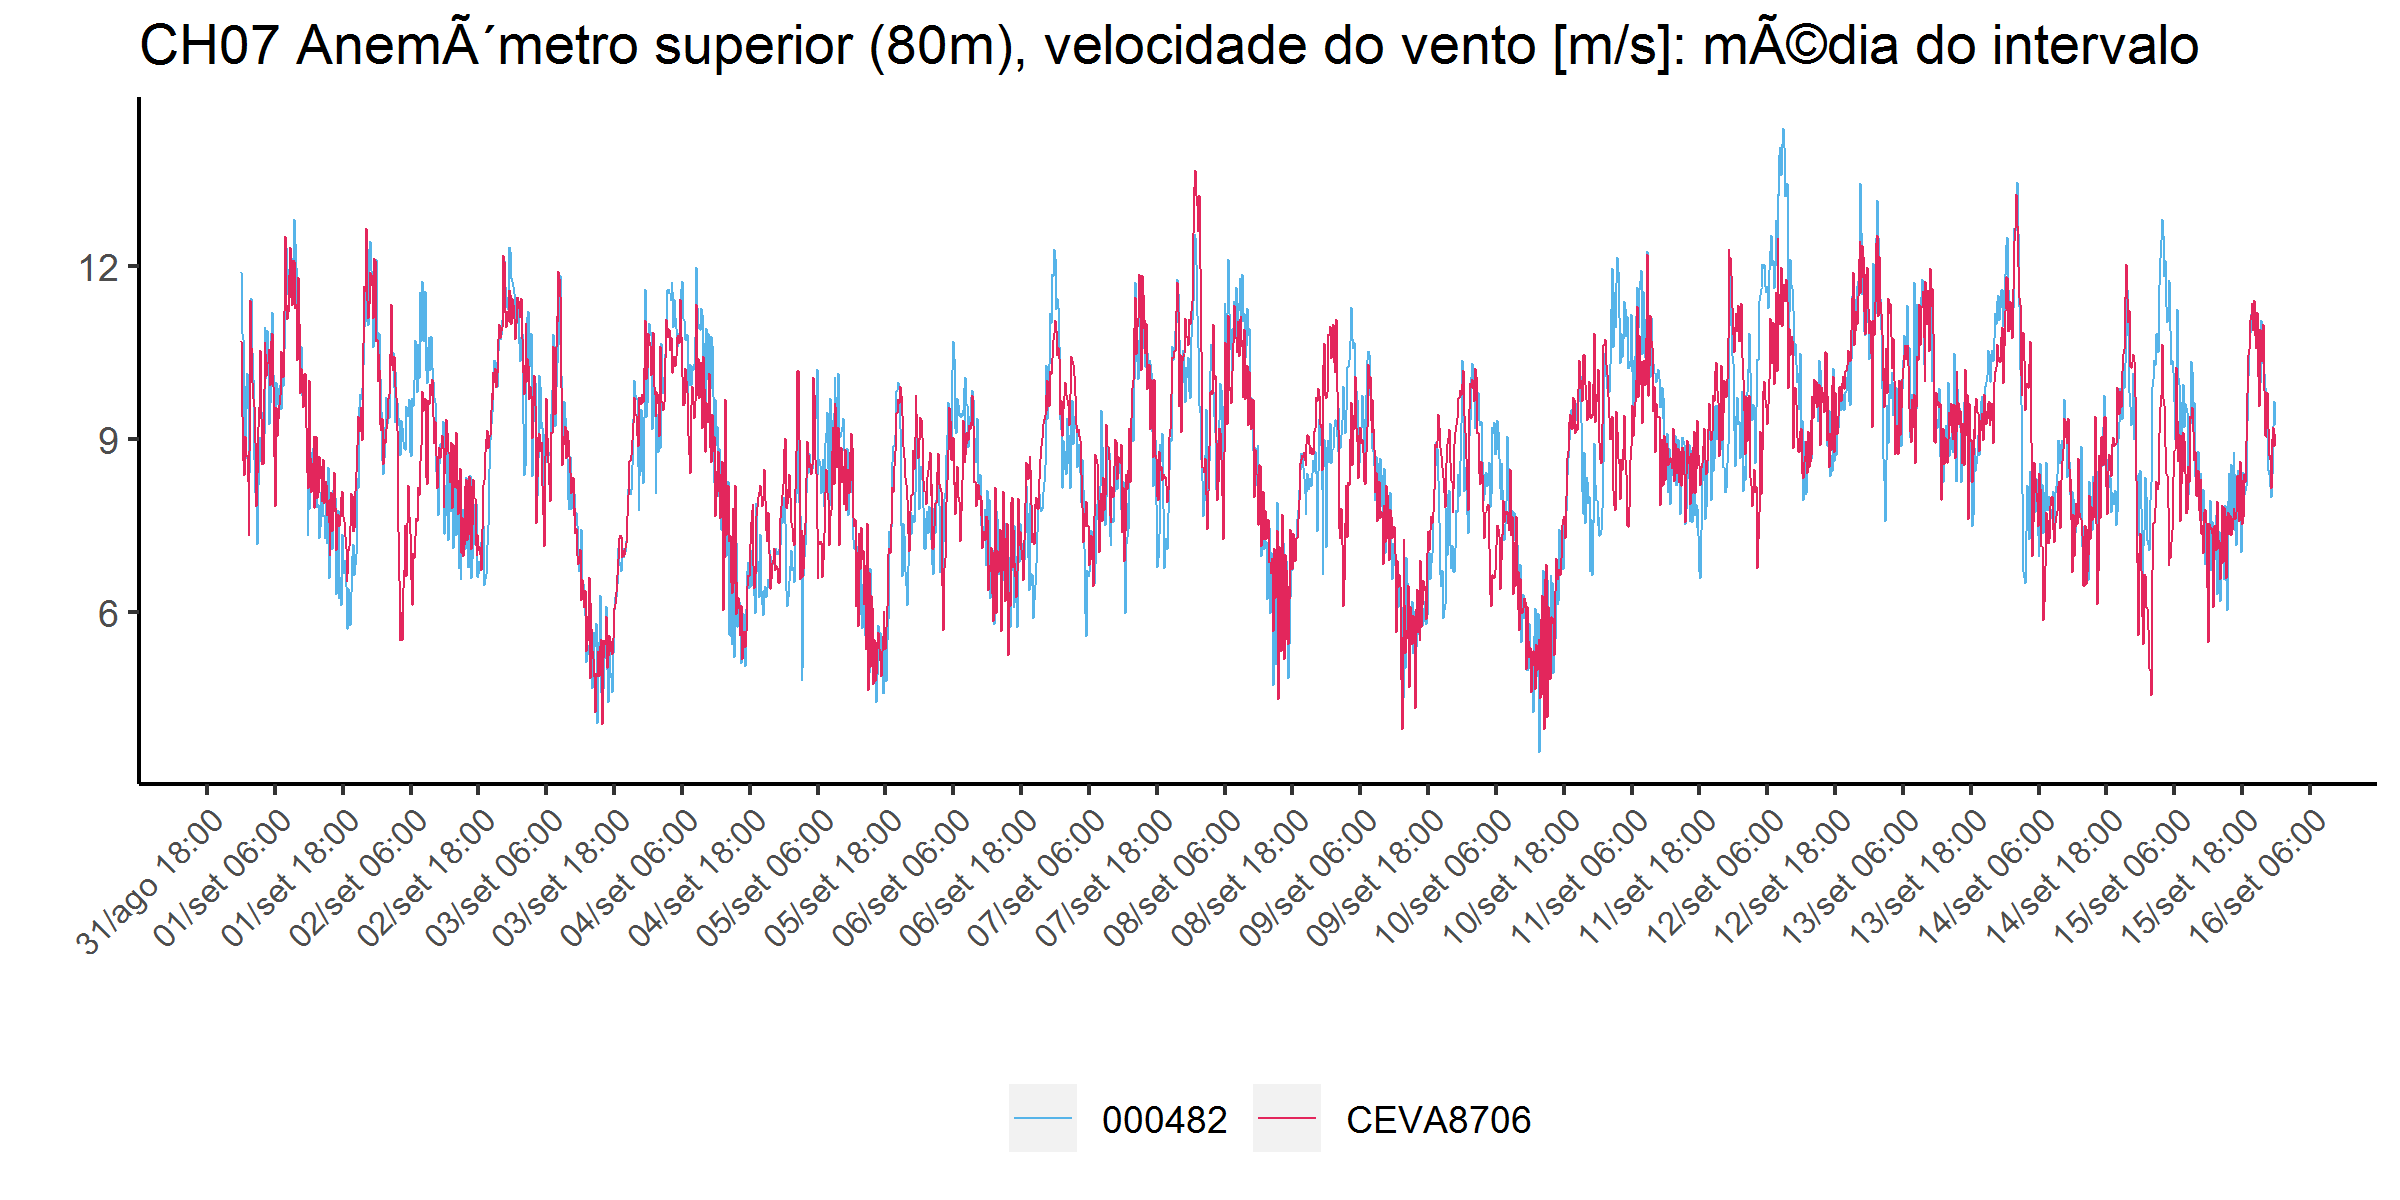 CH07 AnemÃ´metro superior (80m), velocidade do vento [m/s]: mÃ©dia do intervalo
12
9
6
31/ago 18:00
01/set 06:00
01/set 18:00
02/set 06:00
02/set 18:00
03/set 06:00
03/set 18:00
04/set 06:00
04/set 18:00
05/set 06:00
05/set 18:00
06/set 06:00
06/set 18:00
07/set 06:00
07/set 18:00
08/set 06:00
08/set 18:00
09/set 06:00
09/set 18:00
10/set 06:00
10/set 18:00
11/set 06:00
11/set 18:00
12/set 06:00
12/set 18:00
13/set 06:00
13/set 18:00
14/set 06:00
14/set 18:00
15/set 06:00
15/set 18:00
16/set 06:00
000482
CEVA8706